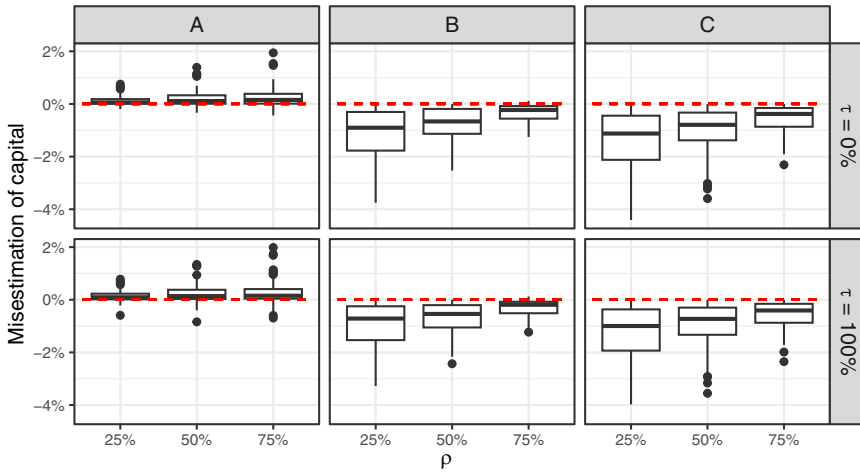 A
B
C
Misestimation of capital
2%
0%
−2%
−4%
τ = 0%
2%
0%
−2%
−4%
τ = 100%
25%
50%
75%
25%
50%
75%
25%
50%
75%
ρ